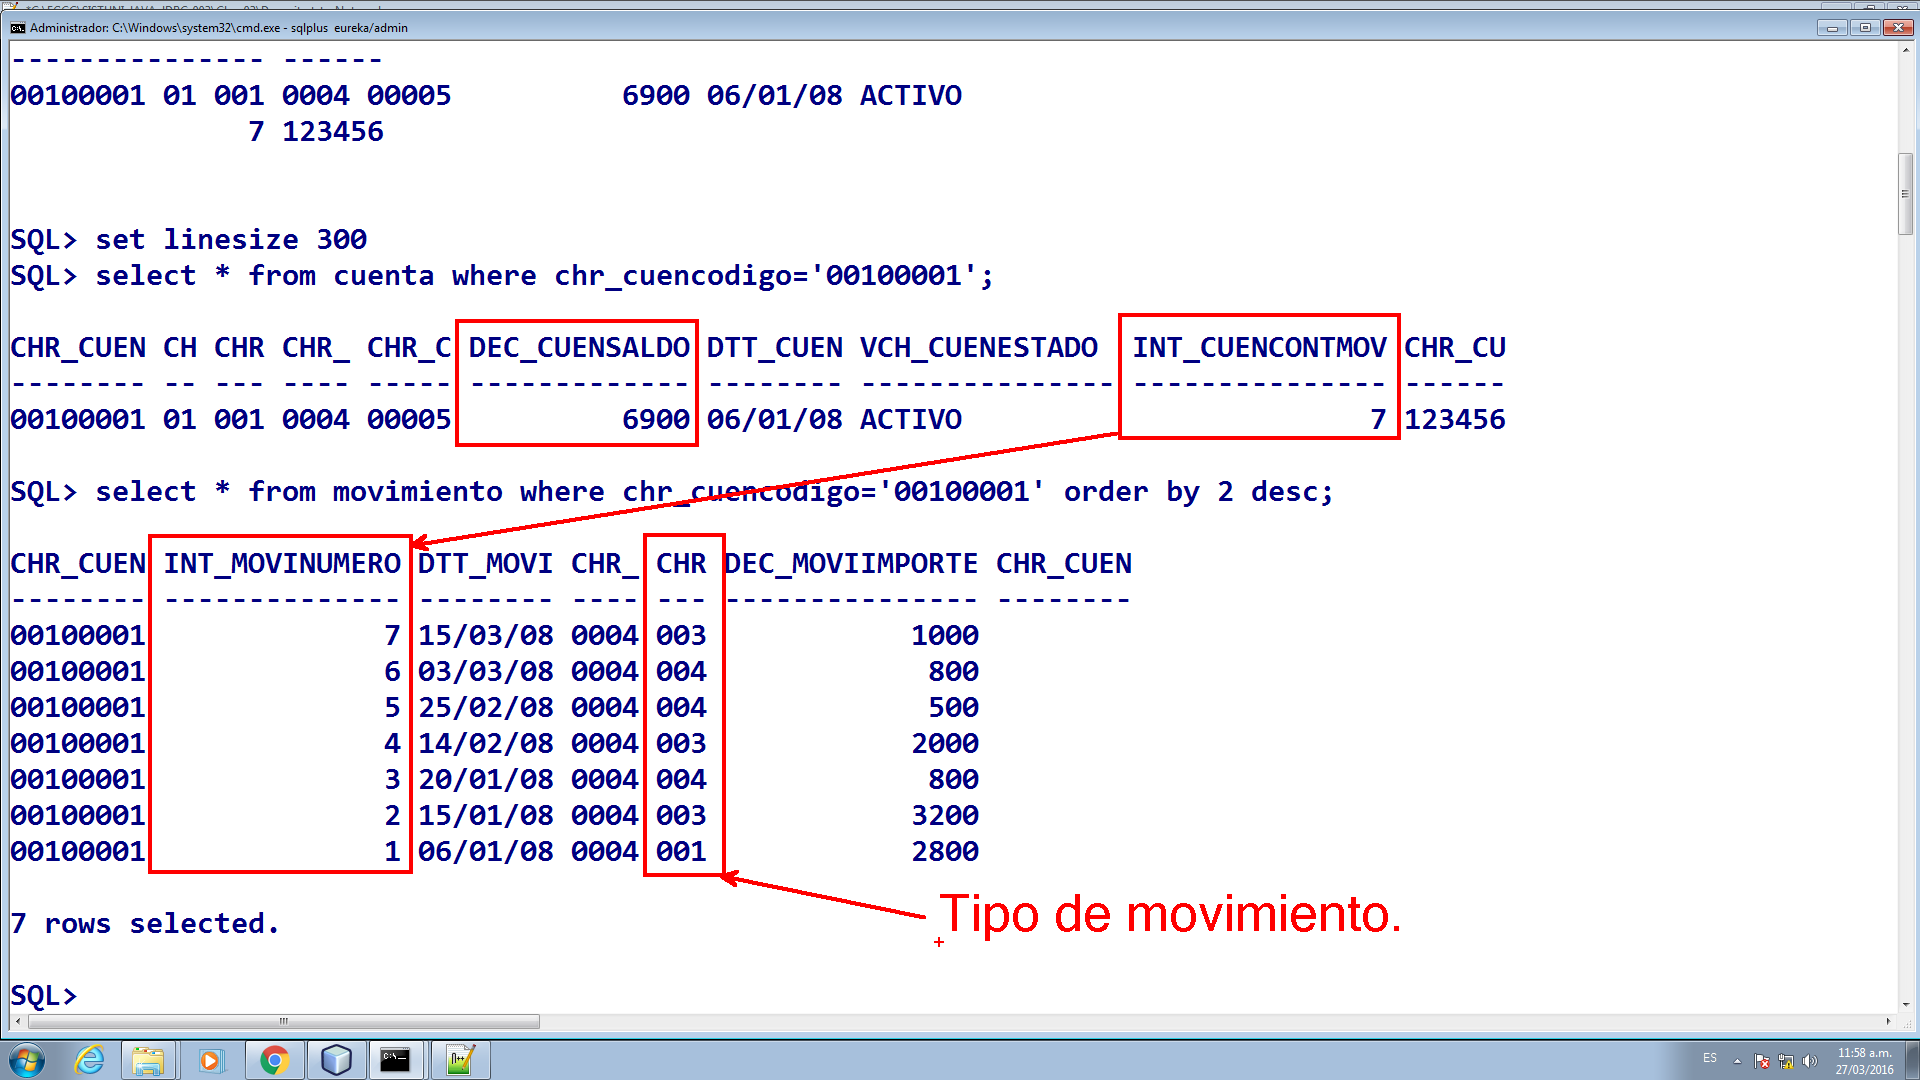 Administrador: C:\Windows\system32\cmd.exe - sqlplus eureka/admin
--------------- ------
00100001 01 001 0004 00005 6900 06/01/08 ACTIVO
7 123456
SQL> set linesize 300
SQL> select * from cuenta where chr_cuencodigo='00100001';
CHR_CUEN CH CHR CHR_ CHR_C DEC_CUENSALDO DTT_CUEN VCH_CUENESTADO INT_CUENCONTMOV CHR_CU
-------- -- --- ---- ----- ------------- -------- --------------- --------------- ------
00100001 01 001 0004 00005 6900 06/01/08 ACTIVO 7 123456
SQL> select * from movimiento where chr_cuencodigo='00100001' order by 2 desc;
CHR_CUEN INT_MOVINUMERO DTT_MOVI CHR_ CHR DEC_MOVIIMPORTE CHR_CUEN
-------- -------------- -------- ---- --- --------------- --------
00100001 7 15/03/08 0004 003 1000
00100001 6 03/03/08 0004 004 800
00100001 5 25/02/08 0004 004 500
00100001 4 14/02/08 0004 003 2000
00100001 3 20/01/08 0004 004 800
00100001 2 15/01/08 0004 003 3200
00100001 1 06/01/08 0004 001 2800
Tipo de movimiento.
7 rows selected.
SQL>
ES
11:58 a.m.
27/03/2016